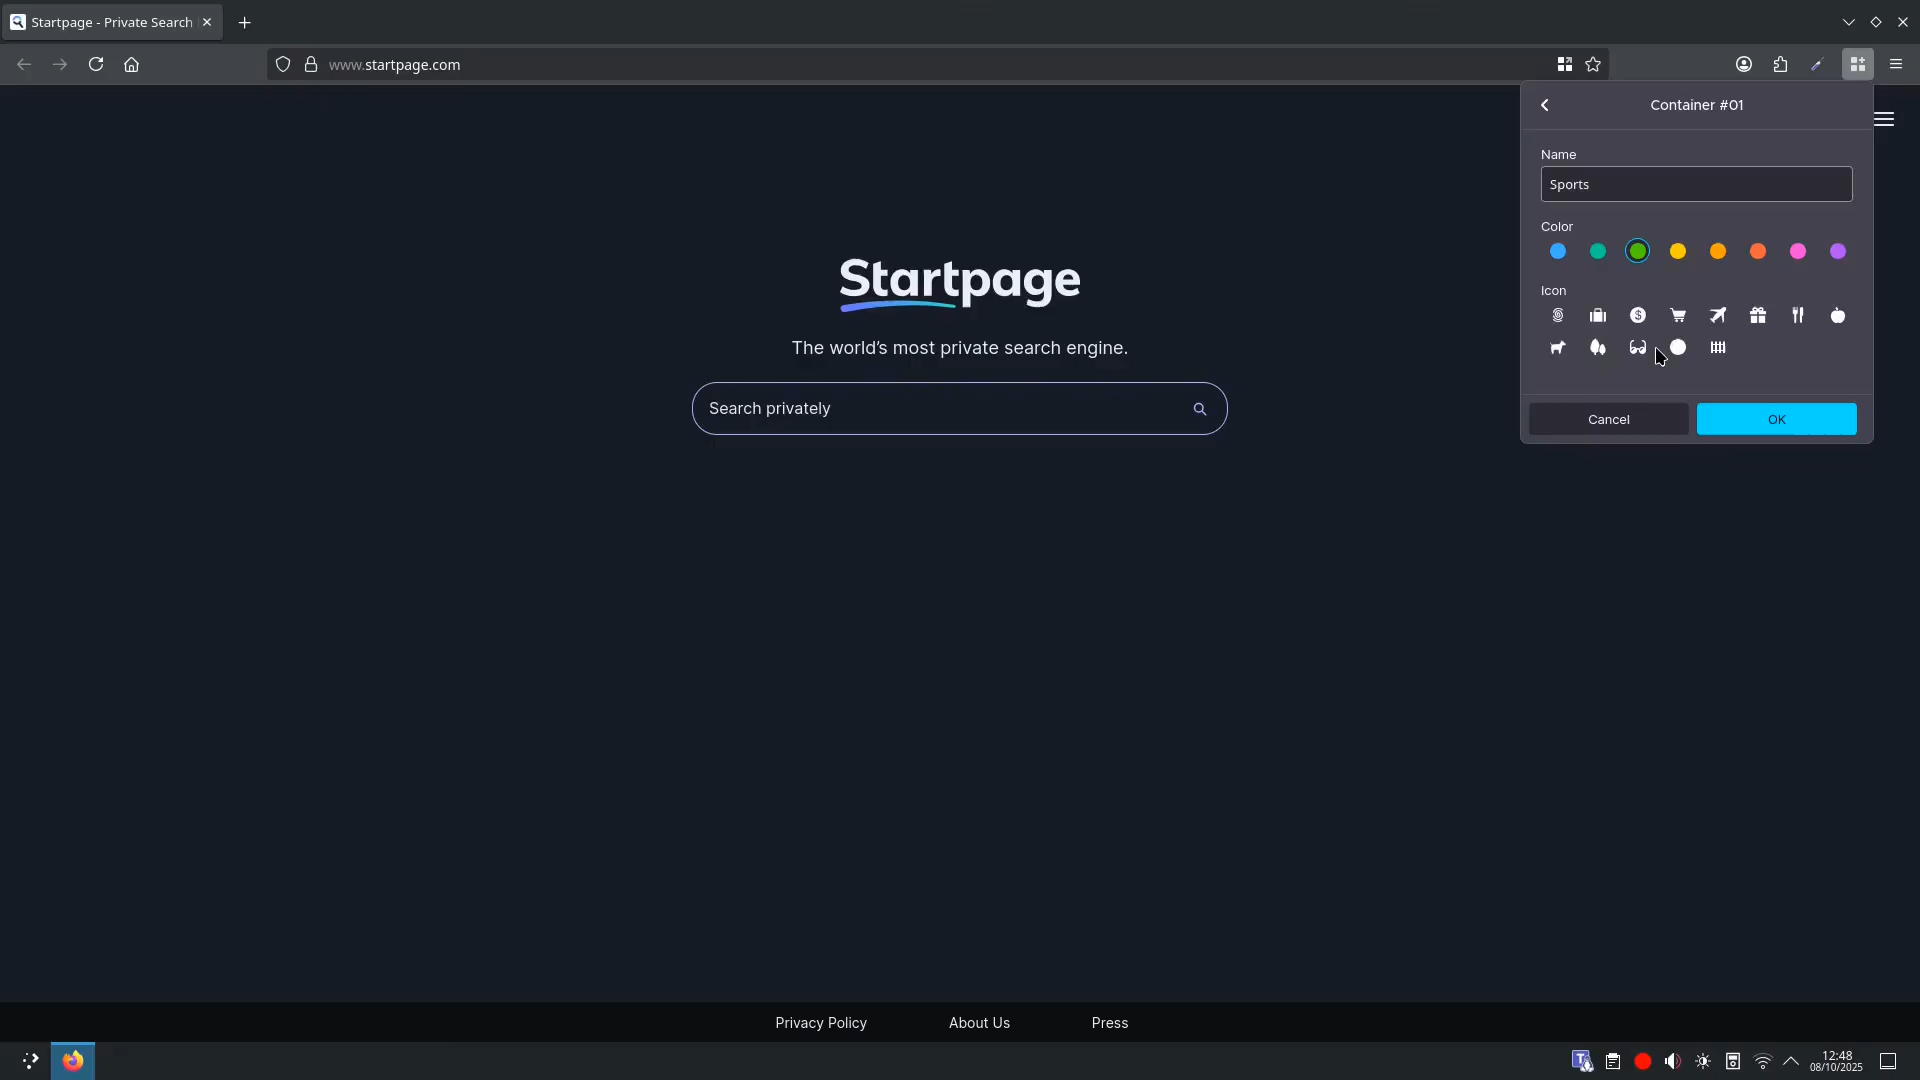 Startpage - Private Search
www.startpage.com
Container #01
Name
Sports
Color
Icon
Cancel
OK
Startpage
The world's most private search engine.
Search privately
Privacy Policy
About Us
Press
12:48
08/10/2025